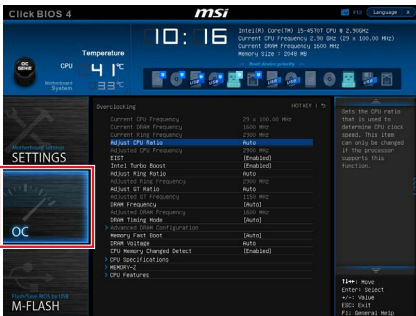 Click BIOS 4
msi
F12
Language
10:16
Temperature
CPU 41°C
Motherboard
System 33°C
Intel(R) Core(TM) I5-4570T CPU @ 2.90GHz
Current CPU Frequency 2.90 GHz (29 x 100.00 MHz)
Current DRAM Frequency 1600 MHz
Memory Size : 2048 MB
Boot device priority
Overclocking
HOT KEY
Current CPU Frequency 29 x 100.00 MHz
Current DRAM Frequency 1600 MHz
Current Ring Frequency 2900 MHz
Adjust CPU Ratio Auto
Adjusted CPU Frequency 2900 MHz
EIST [Enabled]
Intel Turbo Boost [Enabled]
Adjust Ring Ratio Auto
Adjusted Ring Frequency 2900 MHz
Adjust GT Ratio Auto
Adjusted GT Frequency 1150 MHz
DRAM Frequency [Auto]
Adjusted DRAM Frequency 1600 MHz
DRAM Timing Mode [Auto]
> Advanced DRAM Configuration
Memory Fast Boot [Auto]
DRAM Voltage Auto
CPU Memory Changed Detect [Enabled]
> CPU Specifications
> MEMORY-Z
> CPU Features
Sets the CPU ratio
that is used to
determine CPU clock
speed. This item
can only be changed
if the processor
supports this
function.
Motherboard settings
SETTINGS
OC
Flash/Save BIOS by USB
M-FLASH
↑↓←→: Move
Enter: Select
+/-: Value
ESC: Exit
F1: General Help